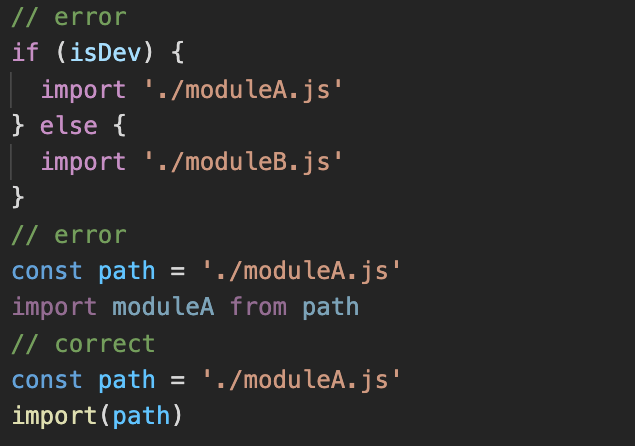 // error
if (isDev) {
  import './moduleA.js'
} else {
  import './moduleB.js'
}
// error
const path = './moduleA.js'
import moduleA from path
// correct
const path = './moduleA.js'
import(path)